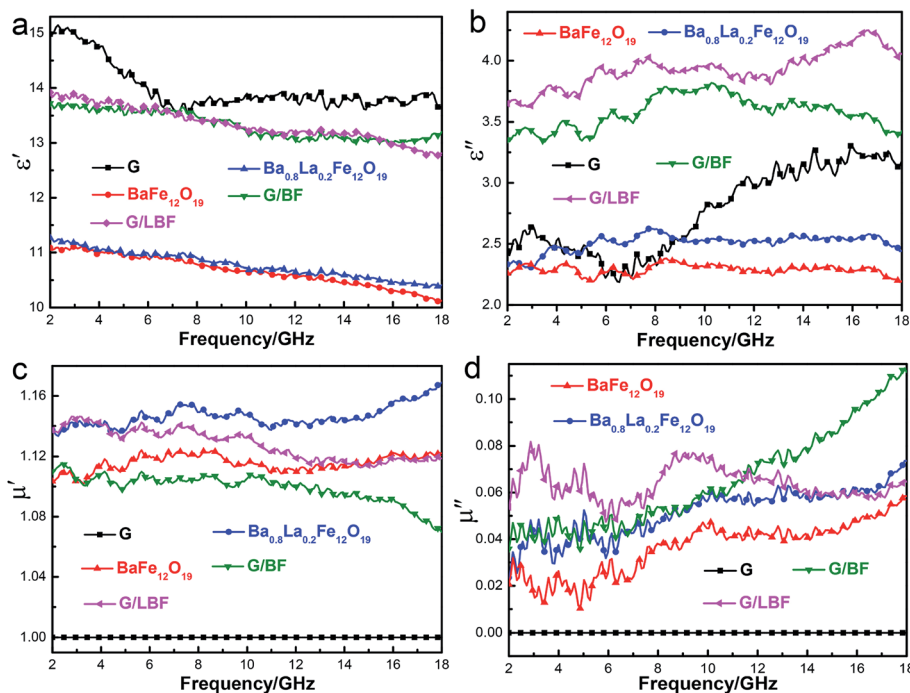 a
15
14
13
12
11
10
ε′
G
BaFe₁₂O₁₉
G/LBF
Ba₀.₈La₀.₂Fe₁₂O₁₉
G/BF
2 4 6 8 10 12 14 16 18
Frequency/GHz
b
4.0
3.5
3.0
2.5
2.0
ε″
BaFe₁₂O₁₉
Ba₀.₈La₀.₂Fe₁₂O₁₉
G
G/BF
G/LBF
2 4 6 8 10 12 14 16 18
Frequency/GHz
c
1.16
1.12
1.08
1.04
1.00
μ′
G
Ba₀.₈La₀.₂Fe₁₂O₁₉
BaFe₁₂O₁₉
G/BF
G/LBF
2 4 6 8 10 12 14 16 18
Frequency/GHz
d
0.10
0.08
0.06
0.04
0.02
0.00
μ″
BaFe₁₂O₁₉
Ba₀.₈La₀.₂Fe₁₂O₁₉
G
G/BF
G/LBF
2 4 6 8 10 12 14 16 18
Frequency/GHz